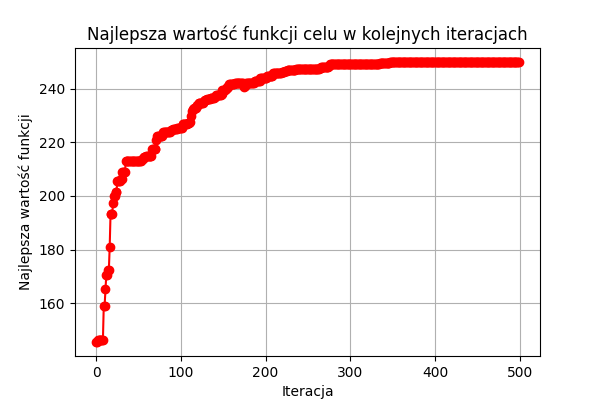 Najlepsza wartość funkcji celu w kolejnych iteracjach
Najlepsza wartość funkcji
240
220
200
180
160
0 100 200 300 400 500
Iteracja